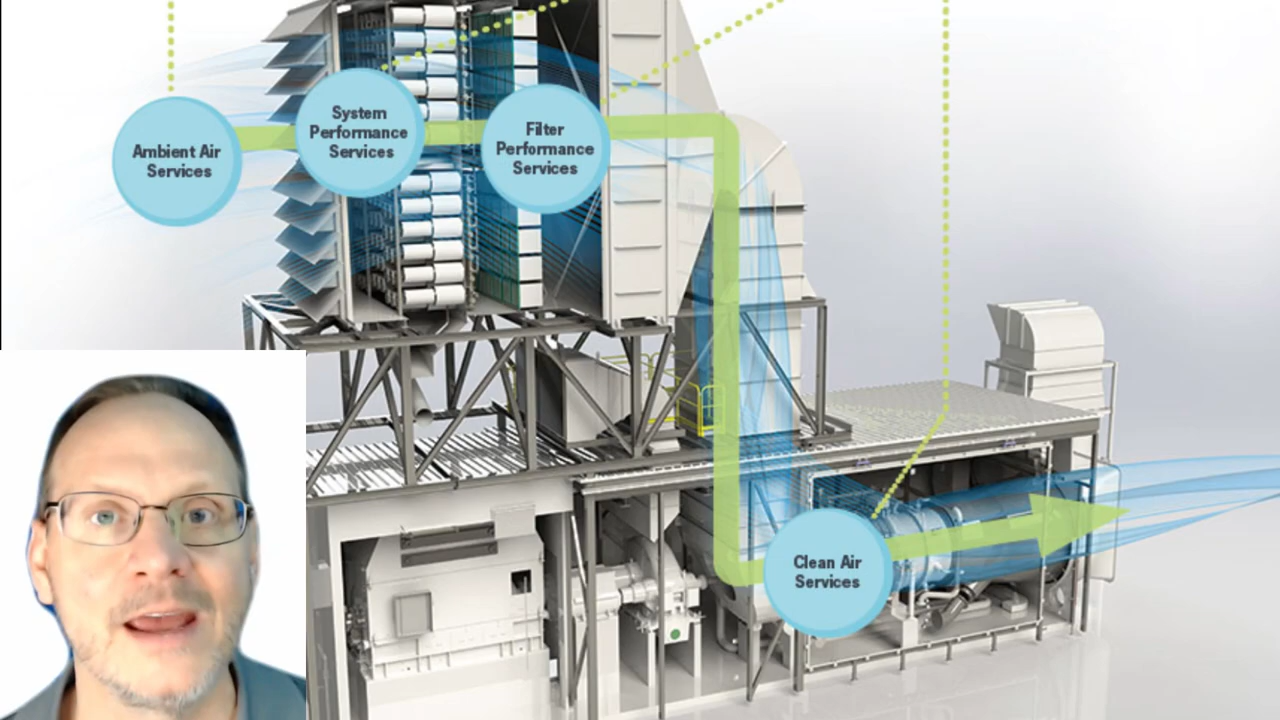 Ambient Air
Services
System
Performance
Services
Filter
Performance
Services
Clean Air
Services